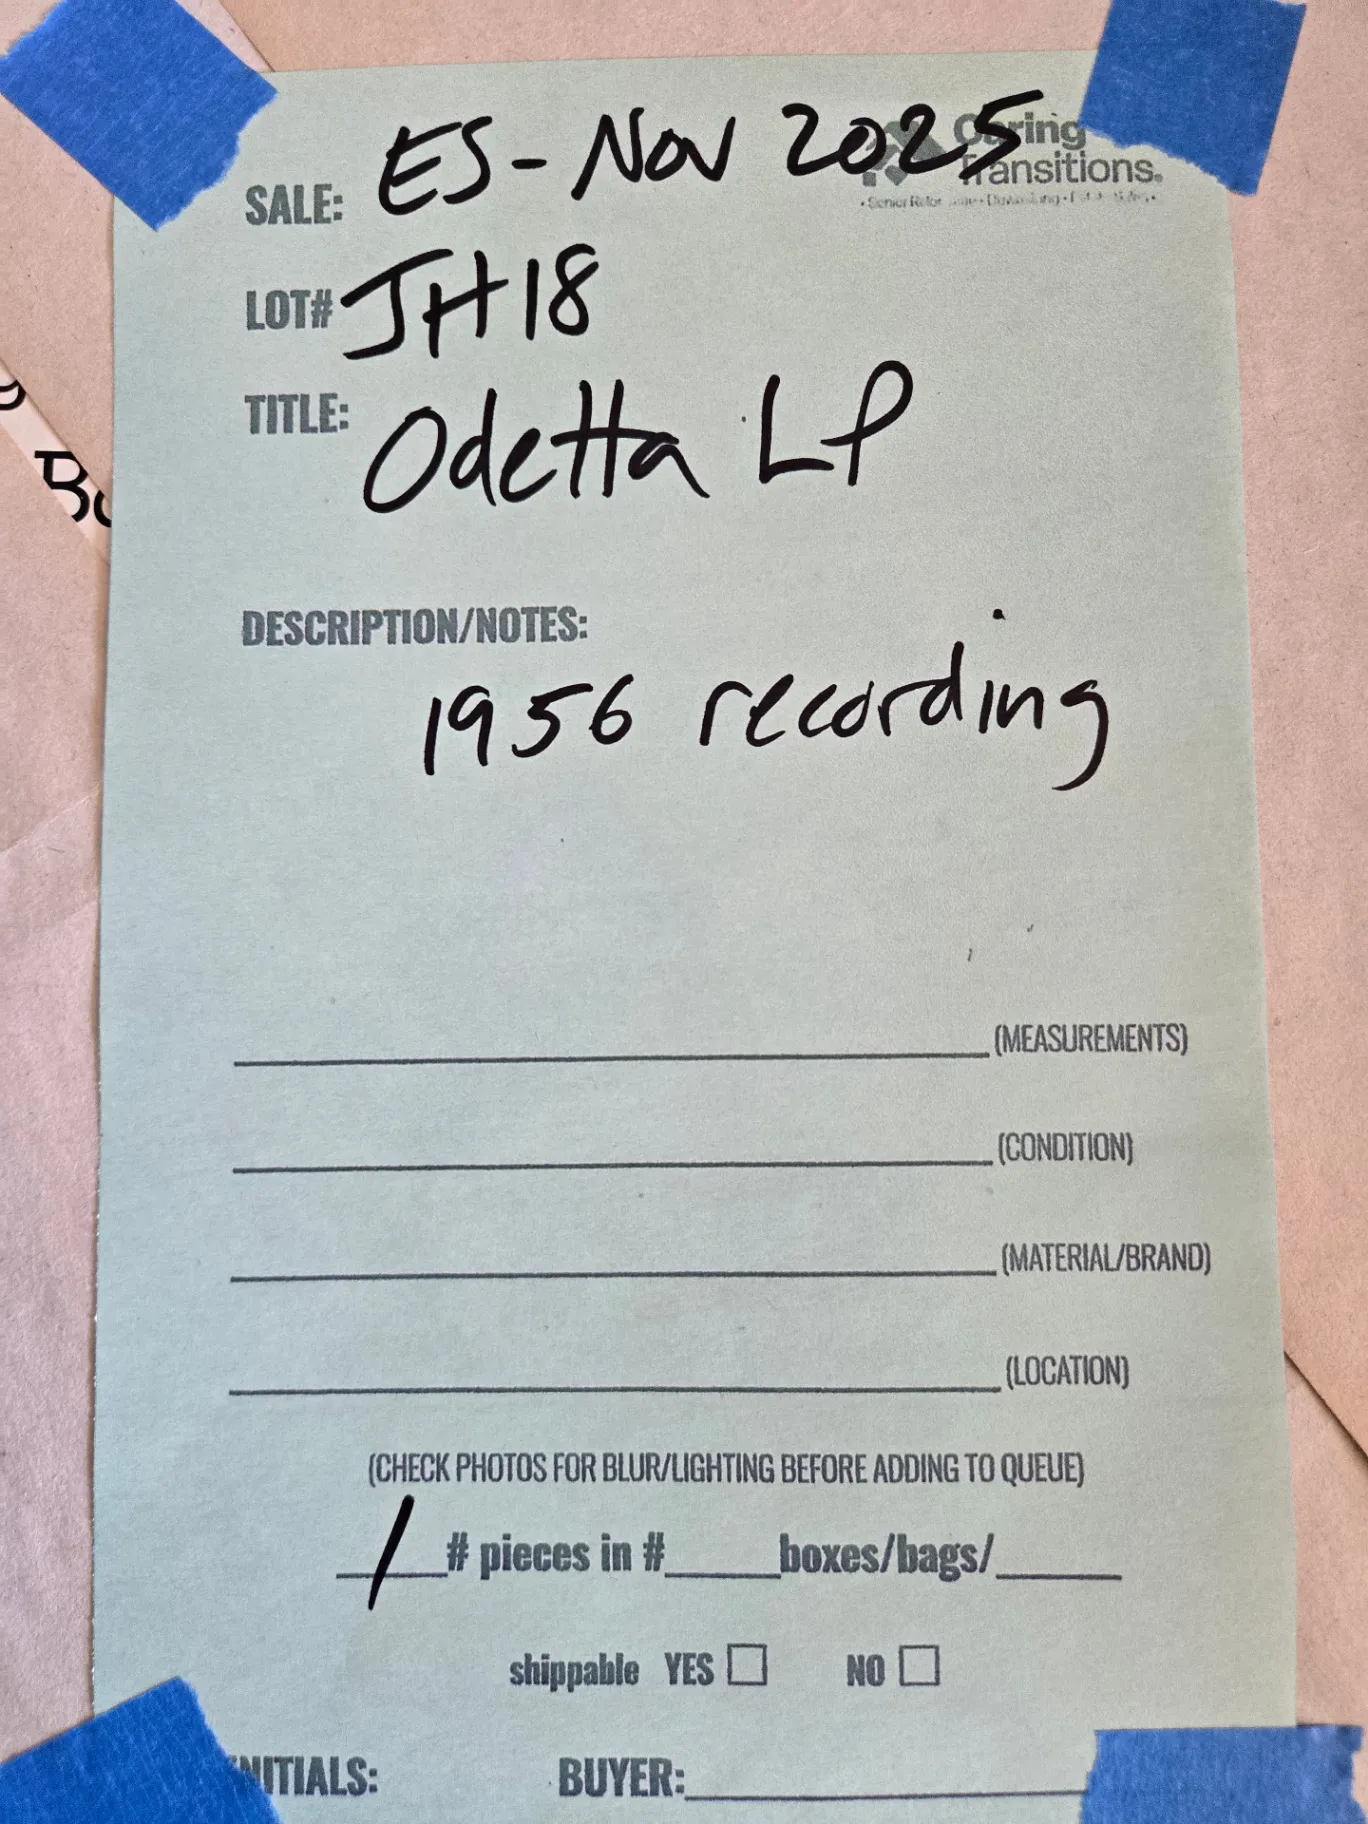 SALE: ES - Nov 2025
Caring
Transitions.
LOT# JH18
TITLE: Odetta LP
DESCRIPTION/NOTES:
1956 recording
(MEASUREMENTS)
(CONDITION)
(MATERIAL/BRAND)
(LOCATION)
(CHECK PHOTOS FOR BLUR/LIGHTING BEFORE ADDING TO QUEUE)
1 # pieces in # boxes/bags/
shippable YES NO
INITIALS: BUYER: